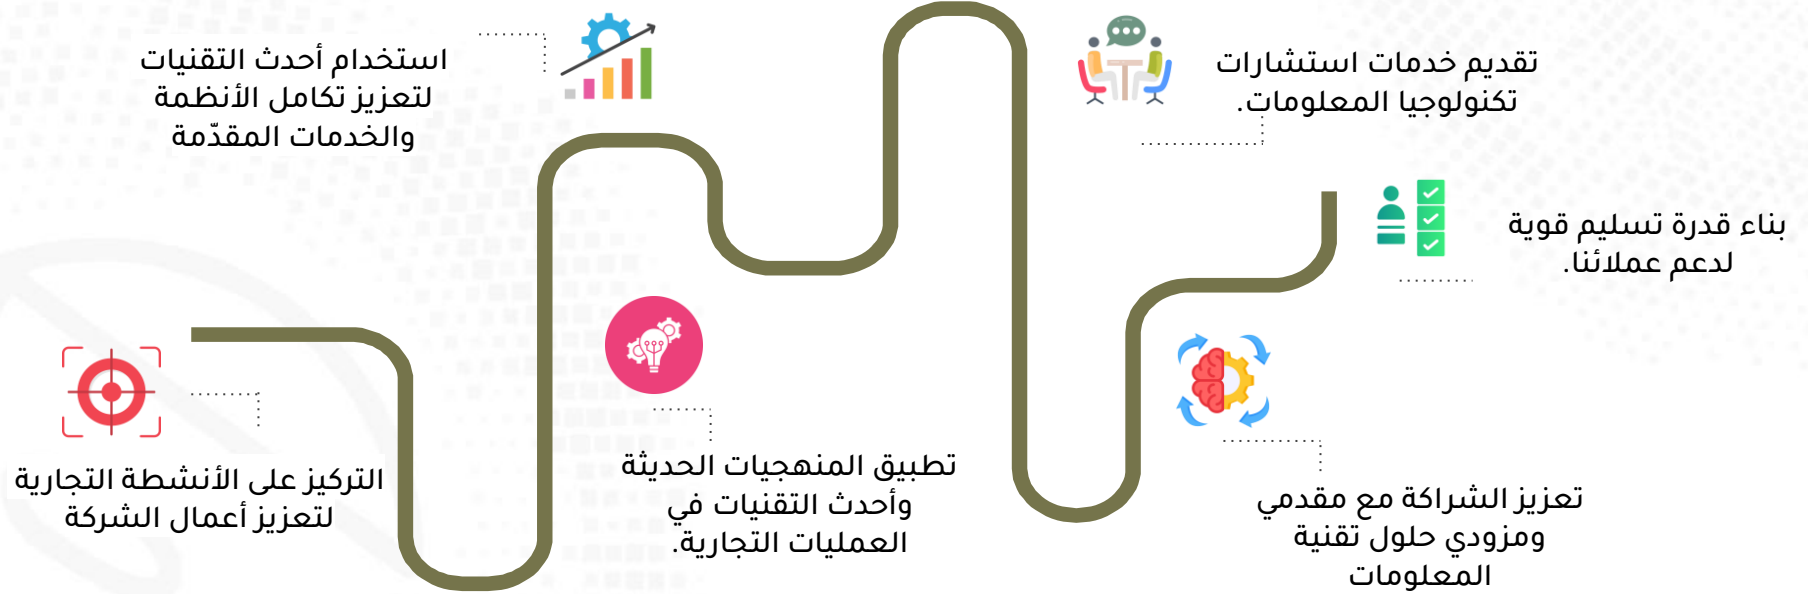 تقديم خدمات استشارات
تكنولوجيا المعلومات.
استخدام أحدث التقنيات
لتعزيز تكامل الأنظمة
والخدمات المقدّمة
بناء قدرة تسليم قوية
لدعم عملائنا.
تعزيز الشراكة مع مقدمي
ومزودي حلول تقنية
المعلومات
تطبيق المنهجيات الحديثة
وأحدث التقنيات في
العمليات التجارية.
التركيز على الأنشطة التجارية
لتعزيز أعمال الشركة